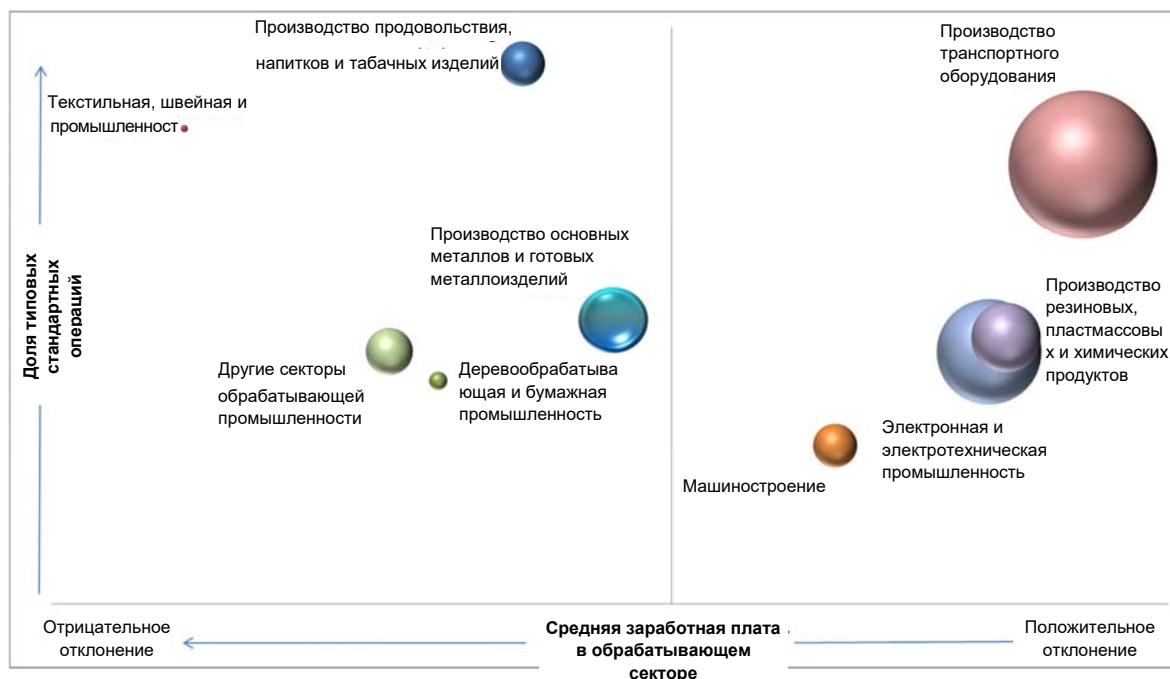 Производство продовольствия,
напитков и табачных изделий
Производство
транспортного
оборудования
Текстильная, швейная и
промышленност
Производство основных
металлов и готовых
металлоизделий
Производство
резиновых,
пластмассовы
х и химических
продуктов
Доля типовых
стандартных
операций
Другие секторы
обрабатывающей
промышленности
Деревообрабатыва
ющая и бумажная
промышленность
Электронная и
электротехническая
промышленность
Машиностроение
Отрицательное
отклонение
Средняя заработная плата
в обрабатывающем
секторе
Положительное
отклонение